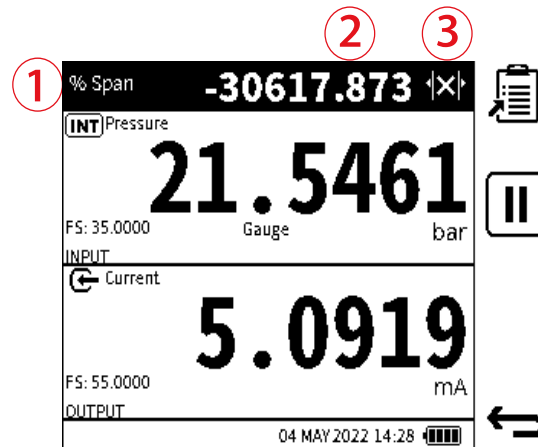 1 2 3
% Span -30617.873
INT Pressure
21.5461
FS: 35.0000 Gauge bar
INPUT
Current
5.0919
FS: 55.0000 mA
OUTPUT
04 MAY 2022 14:28